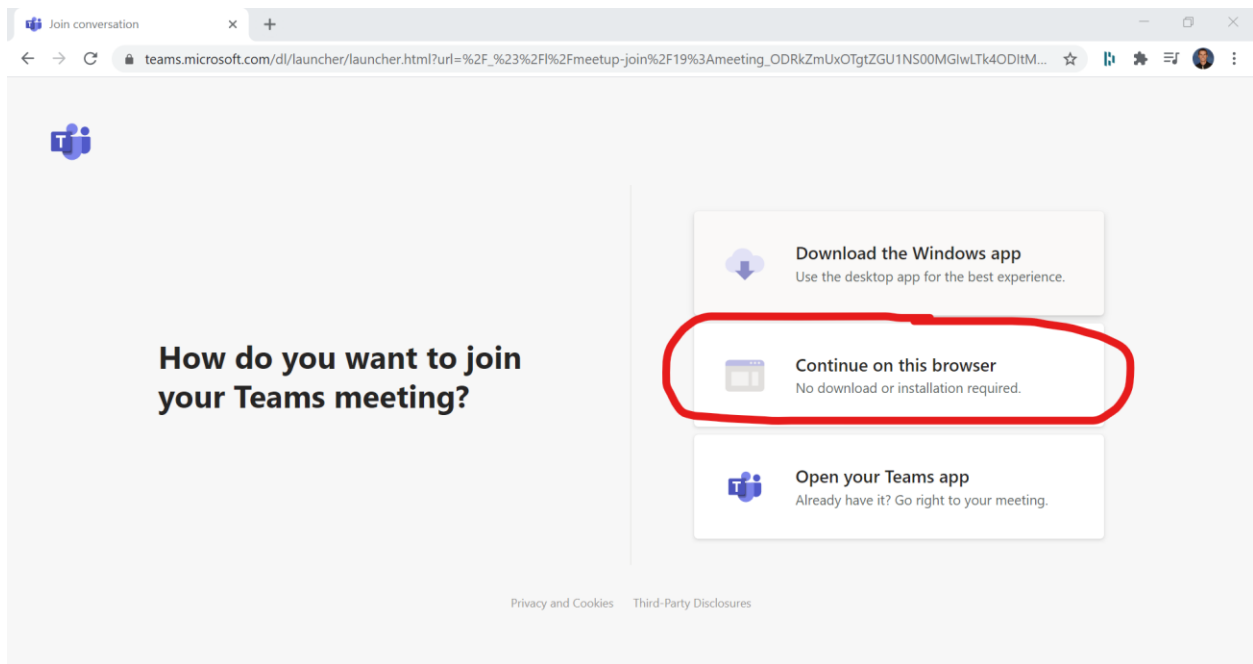 Join conversation
teams.microsoft.com/dl/launcher/launcher.html?url=%2F_%23%2Fl%2Fmeetup-join%2F19%3Ameeting_ODRkZmUxOTgtZGU1NS00MGIwLTk4ODItM...
T
Download the Windows app
Use the desktop app for the best experience.
How do you want to join
your Teams meeting?
Continue on this browser
No download or installation required.
T
Open your Teams app
Already have it? Go right to your meeting.
Privacy and Cookies Third-Party Disclosures